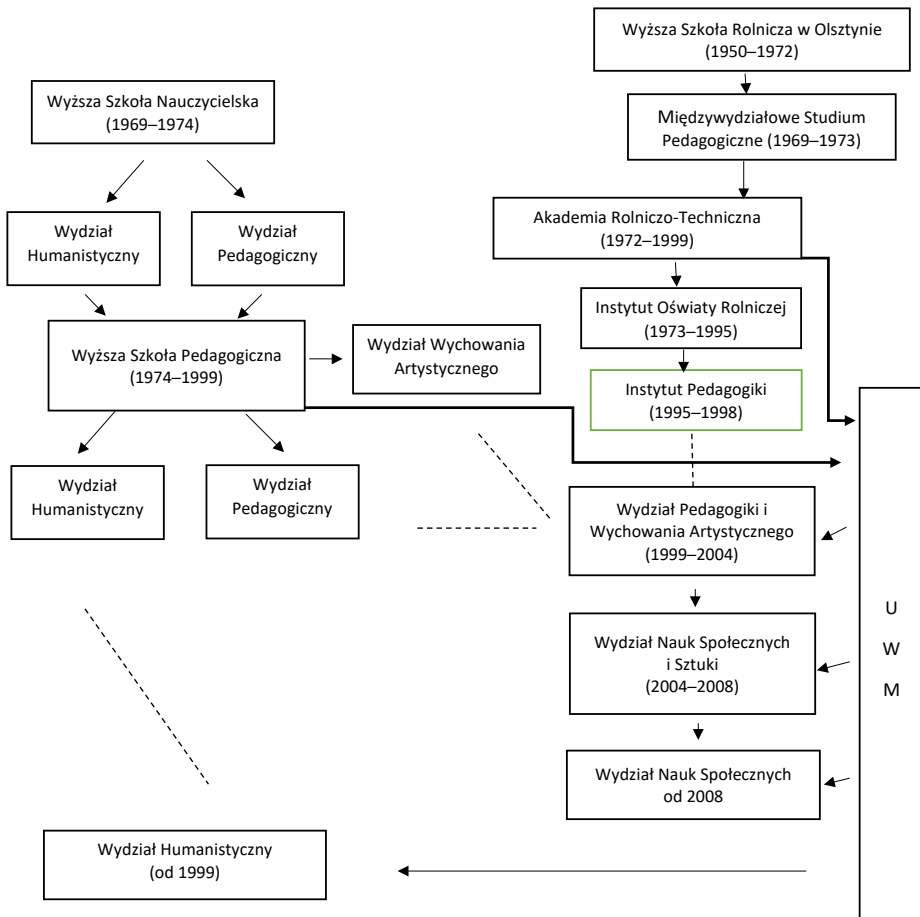 Wyższa Szkoła Rolnicza w Olsztynie
(1950–1972)
Wyższa Szkoła Nauczycielska
(1969–1974)
Międzywydziałowe Studium
Pedagogiczne (1969–1973)
Wydział
Humanistyczny
Wydział
Pedagogiczny
Akademia Rolniczo-Techniczna
(1972–1999)
Instytut Oświaty Rolniczej
(1973–1995)
Wyższa Szkoła Pedagogiczna
(1974–1999)
Wydział Wychowania
Artystycznego
Instytut Pedagogiki
(1995–1998)
Wydział
Humanistyczny
Wydział
Pedagogiczny
Wydział Pedagogiki i
Wychowania Artystycznego
(1999–2004)
U
W
M
Wydział Nauk Społecznych
i Sztuki
(2004–2008)
Wydział Nauk Społecznych
od 2008
Wydział Humanistyczny
(od 1999)